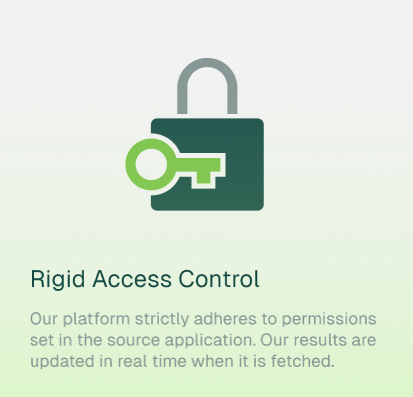 Rigid Access Control
Our platform strictly adheres to permissions
set in the source application. Our results are
updated in real time when it is fetched.